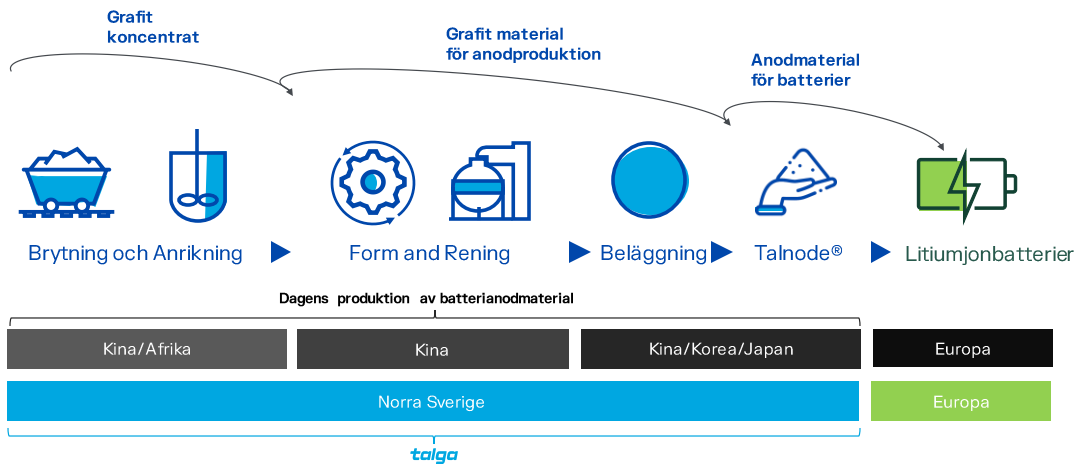 Grafit
koncentrat
Grafit material
för anodproduktion
Anodmaterial
för batterier
Brytning och Anrikning
Form and Rening
Beläggning
Talnode®
Litiumjonbatterier
Dagens produktion av batterianodmaterial
Kina/Afrika
Kina
Kina/Korea/Japan
Europa
Norra Sverige
Europa
talga